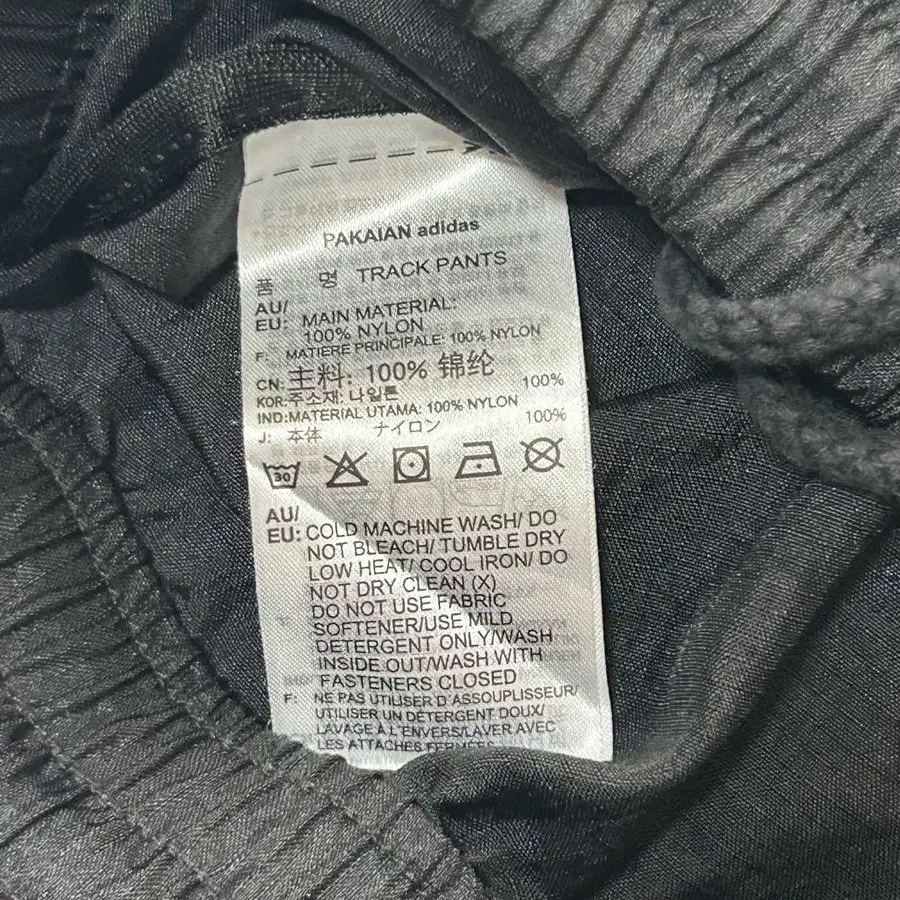 PAKAIAN adidas
품 명 TRACK PANTS
AU/
EU: MAIN MATERIAL:
100% NYLON
F: MATIERE PRINCIPALE: 100% NYLON
CN: 主料: 100% 锦纶
KOR:주소재: 나일론 100%
IND:MATERIAL UTAMA: 100% NYLON
J: 本体 ナイロン 100%
30
AU/
EU: COLD MACHINE WASH/ DO
NOT BLEACH/ TUMBLE DRY
LOW HEAT/ COOL IRON/ DO
NOT DRY CLEAN (X)
DO NOT USE FABRIC
SOFTENER/USE MILD
DETERGENT ONLY/WASH
INSIDE OUT/WASH WITH
FASTENERS CLOSED
F: NE PAS UTILISER D'ASSOUPLISSEUR/
UTILISER UN DÉTERGENT DOUX/
LAVAGE À L'ENVERS/LAVER AVEC
LES ATTACHES FERMÉES